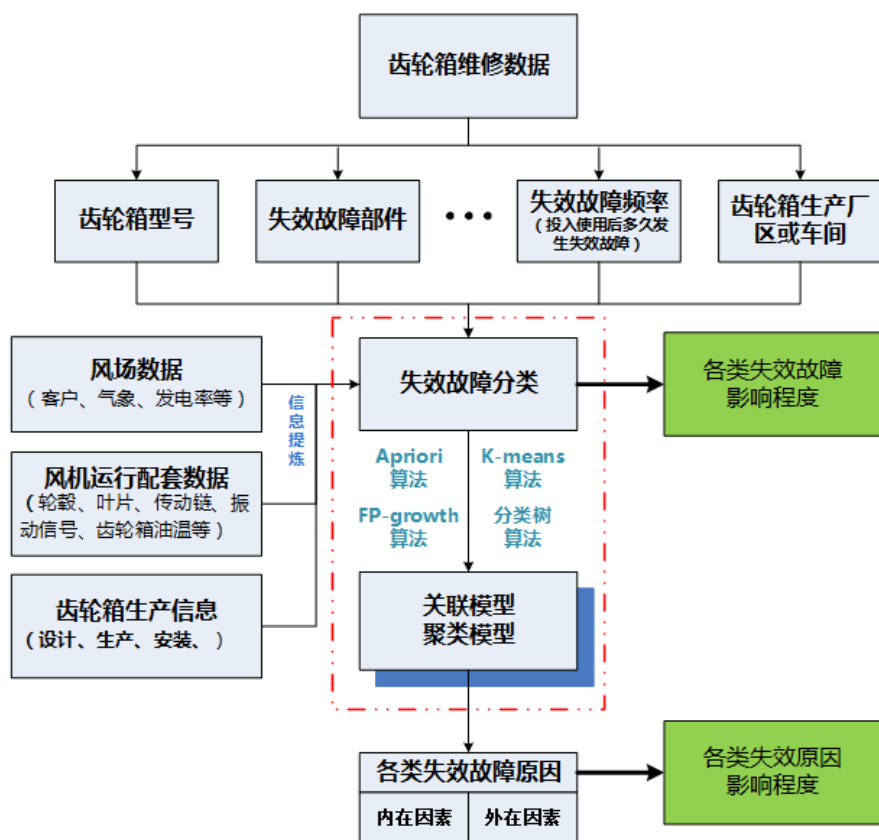 齿轮箱维修数据
齿轮箱型号
失效故障部件
•••
失效故障频率
（投入使用后多久发
生失效故障）
齿轮箱生产厂
区或车间
风场数据
（客户、气象、发电率等）
信息提炼
失效故障分类
各类失效故障
影响程度
风机运行配套数据
（轮毂、叶片、传动链、振
动信号、齿轮箱油温等）
Apriori
算法
K-means
算法
FP-growth
算法
分类树
算法
齿轮箱生产信息
（设计、生产、安装、）
关联模型
聚类模型
各类失效故障原因
内在因素
外在因素
各类失效原因
影响程度